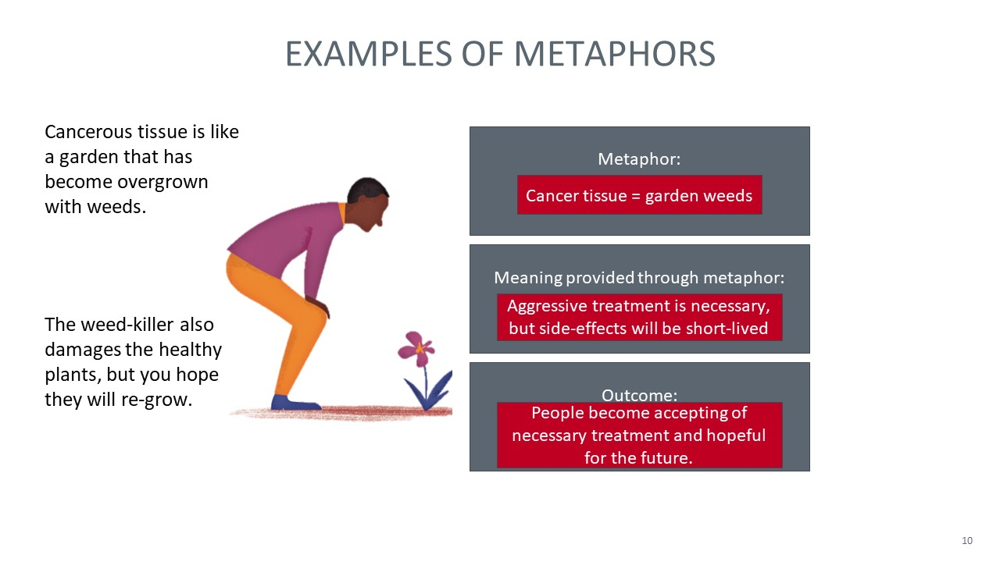 EXAMPLES OF METAPHORS
Cancerous tissue is like
a garden that has
become overgrown
with weeds.
The weed-killer also
damages the healthy
plants, but you hope
they will re-grow.
Metaphor:
Cancer tissue = garden weeds
Meaning provided through metaphor:
Aggressive treatment is necessary,
but side-effects will be short-lived
Outcome:
People become accepting of
necessary treatment and hopeful
for the future.
10